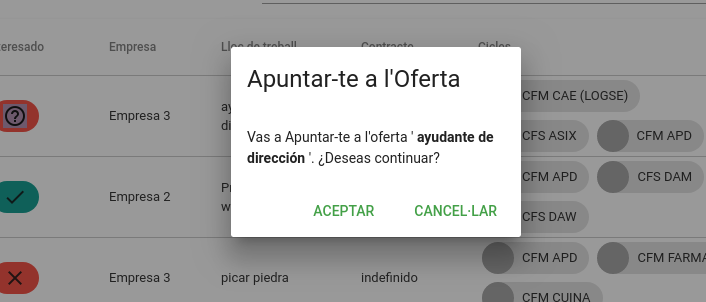 eresado Empresa Lloc de treball Contracte Cicles
Apuntar-te a l'Oferta
Vas a Apuntar-te a l'oferta ' ayudante de
dirección '. ¿Deseas continuar?
ACEPTAR CANCEL·LAR
CFM CAE (LOGSE)
Empresa 3 ay
di
CFS ASIX CFM APD
CFM APD CFS DAM
Empresa 2 Pr
w
CFS DAW
CFM APD CFM FARMA
Empresa 3 picar piedra indefinido
CFM CUINA